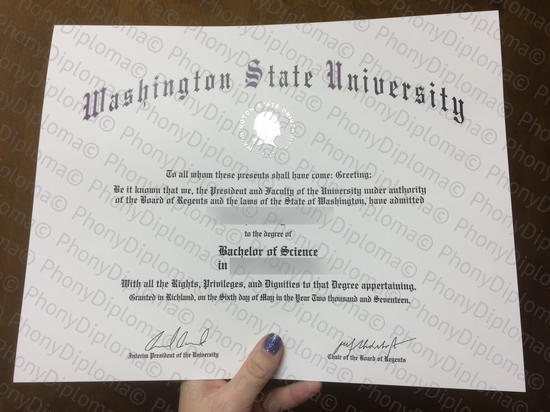 Washington State University
WASHINGTON STATE UNIVERSITY
To all whom these presents shall have come: Greeting:
Be it known that we, the President and Faculty of the University under authority
of the Board of Regents and the laws of the State of Washington, have admitted
to the degree of
Bachelor of Science
in
With all the Rights, Privileges, and Dignities to that Degree appertaining.
Granted in Richland, on the Sixth day of May in the Year Two thousand and Seventeen.
Interim President of the University
Chair of the Board of Regents
PhonyDiploma©